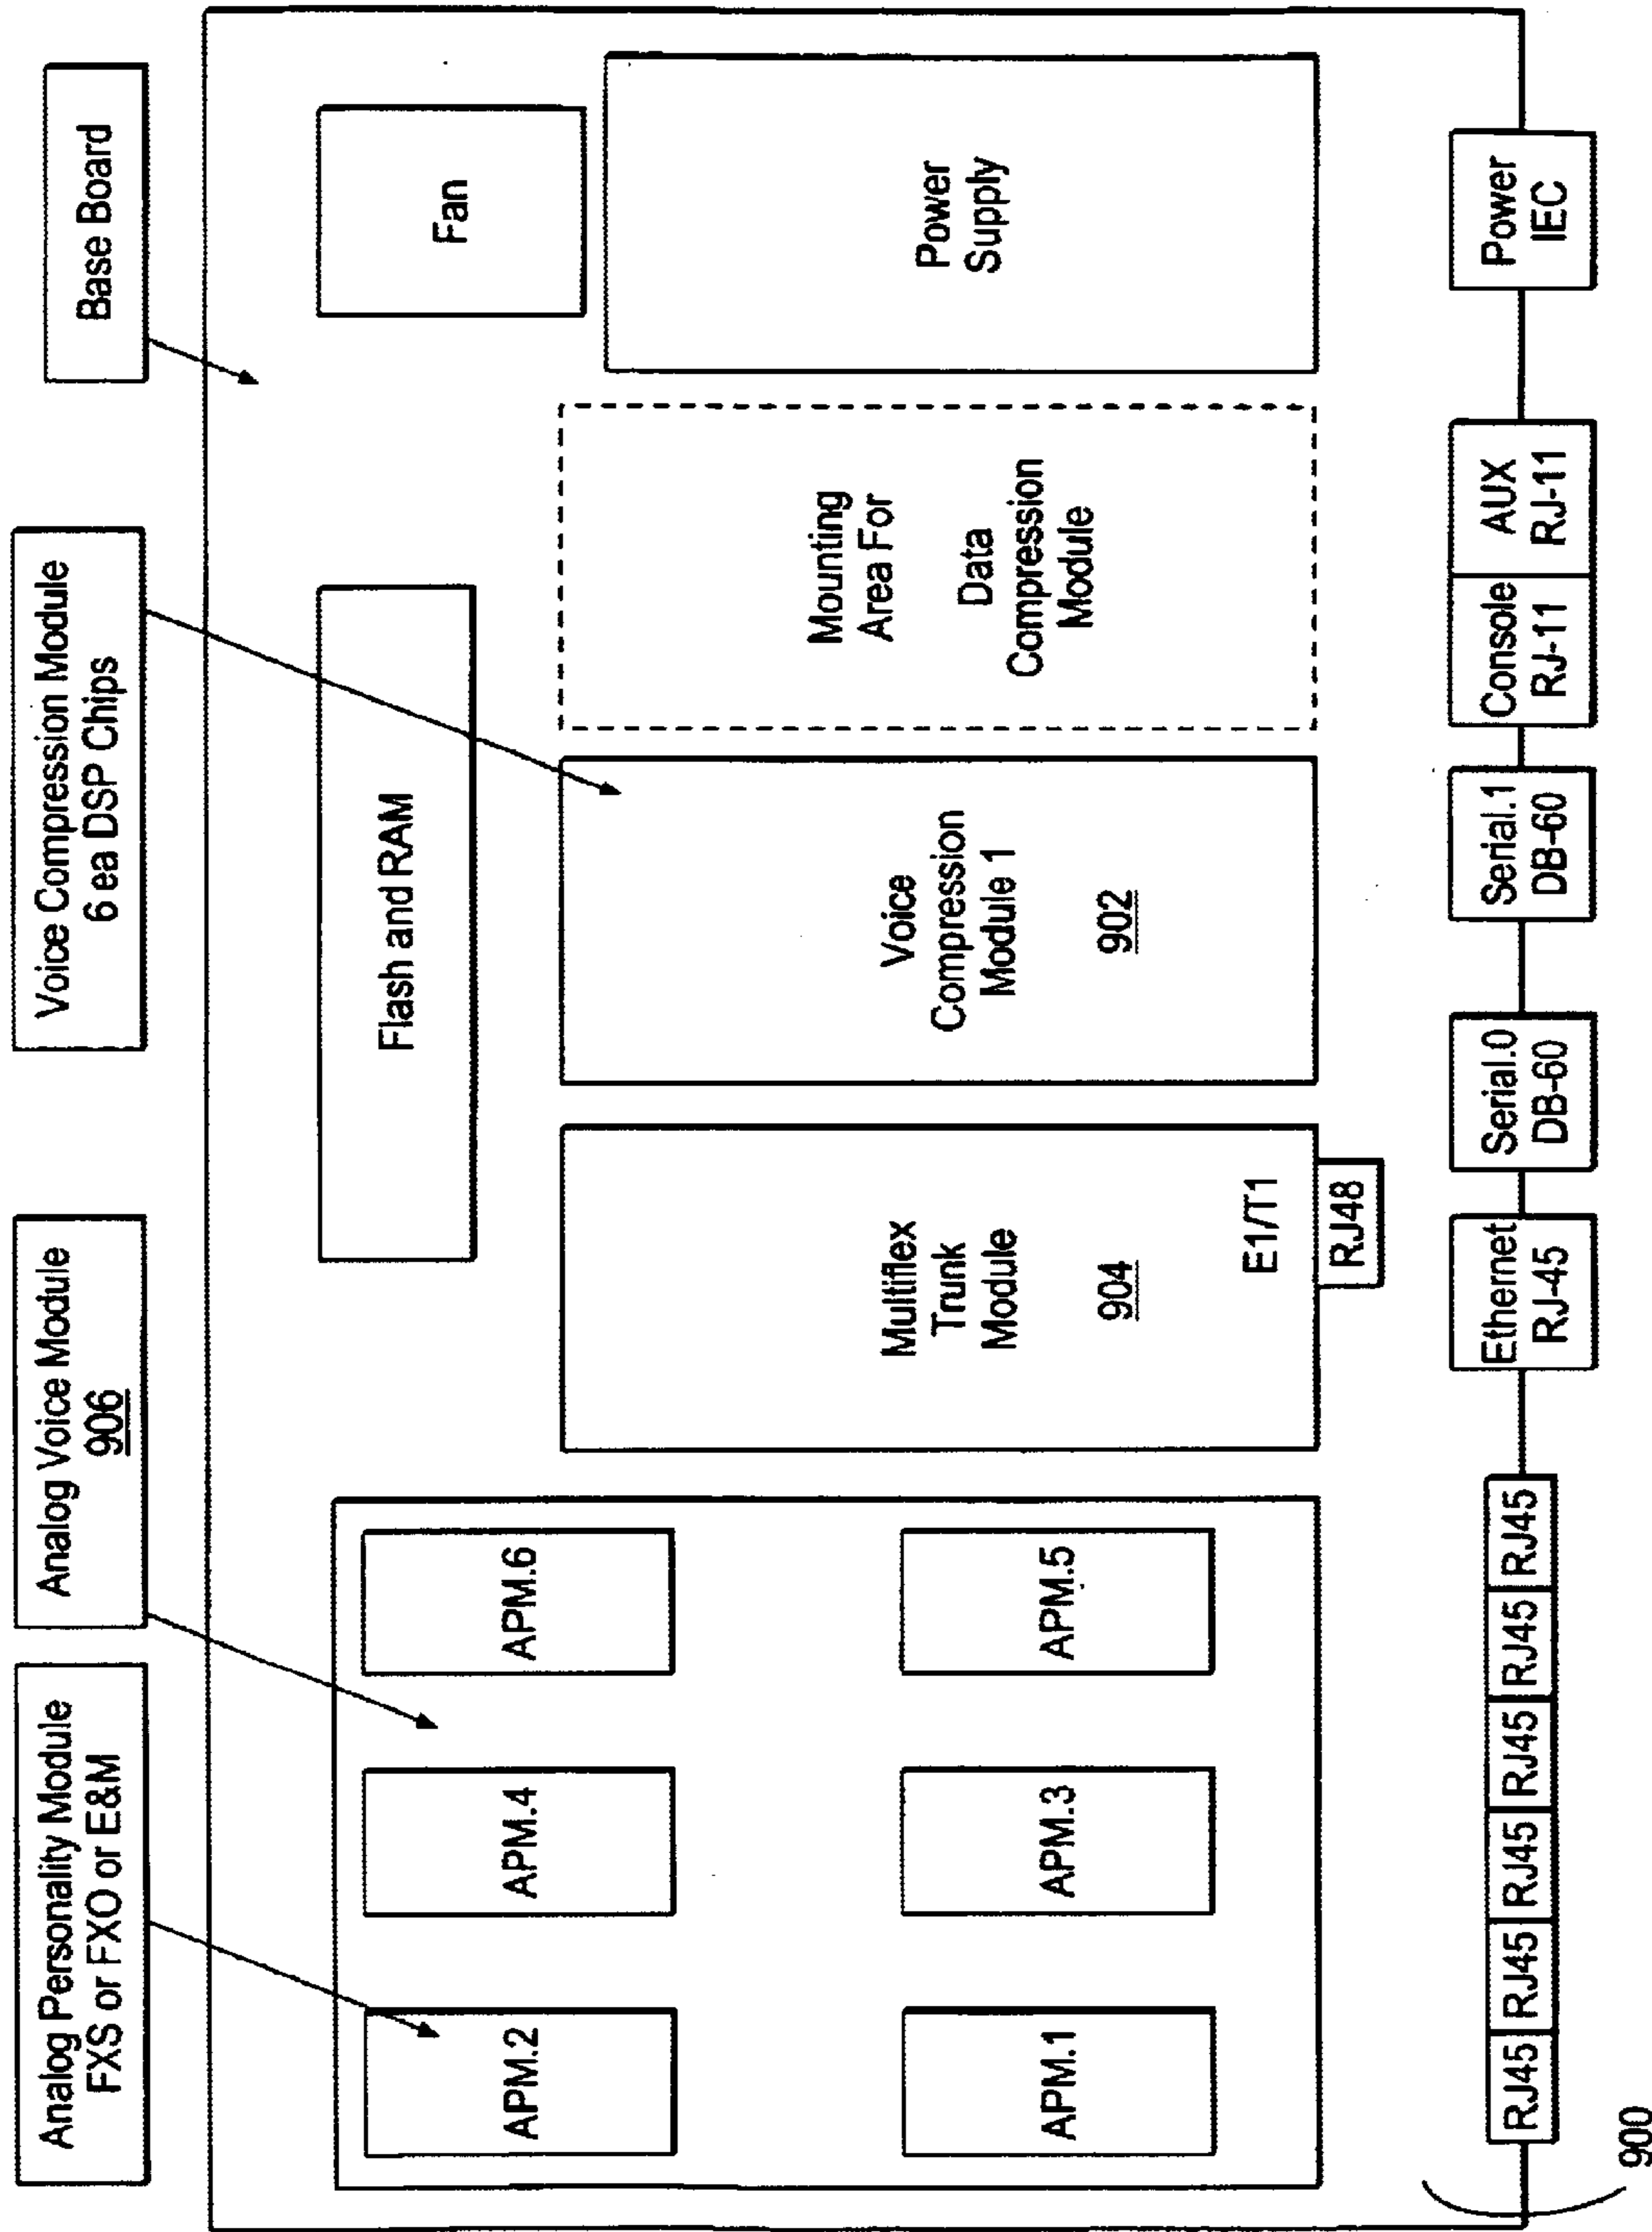 Analog Personality Module
FXS or FXO or E&M
Analog Voice Module
906
Voice Compression Module
6 ea DSP Chips
Base Board
Flash and RAM
Fan
APM.2
APM.4
APM.6
APM.1
APM.3
APM.5
Multiflex
Trunk
Module
904
E1/T1
RJ48
Voice
Compression
Module 1
902
Mounting
Area For
Data
Compression
Module
Power
Supply
RJ45
RJ45
RJ45
RJ45
RJ45
RJ45
Ethernet
RJ-45
Serial.0
DB-60
Serial.1
DB-60
Console
RJ-11
AUX
RJ-11
Power
IEC
900